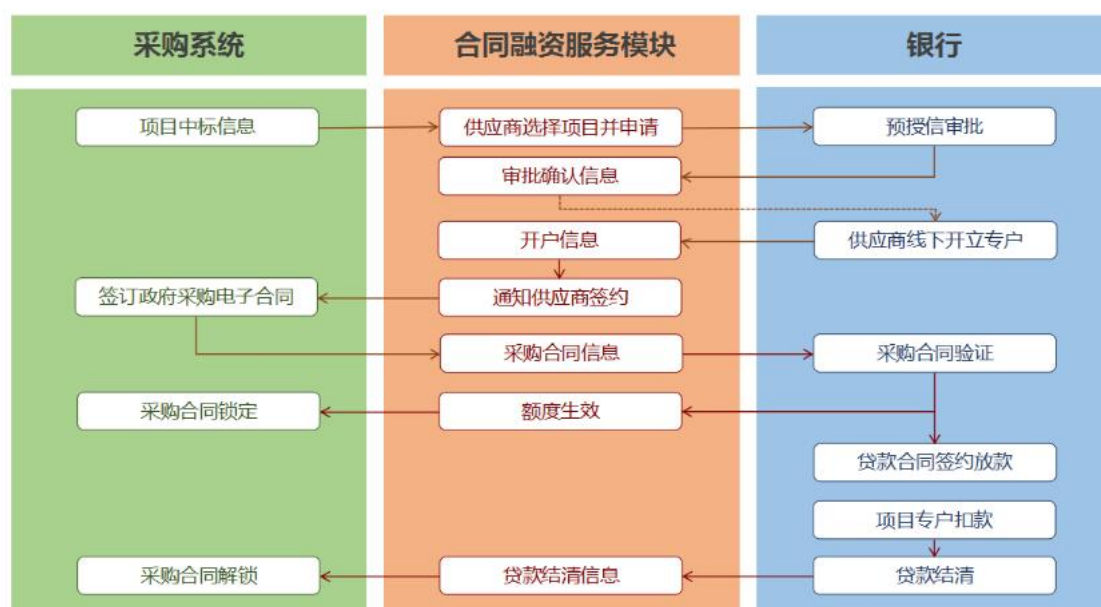 采购系统
合同融资服务模块
银行
项目中标信息
供应商选择项目并申请
预授信审批
审批确认信息
开户信息
供应商线下开立专户
签订政府采购电子合同
通知供应商签约
采购合同信息
采购合同验证
采购合同锁定
额度生效
贷款合同签约放款
项目专户扣款
采购合同解锁
贷款结清信息
贷款结清